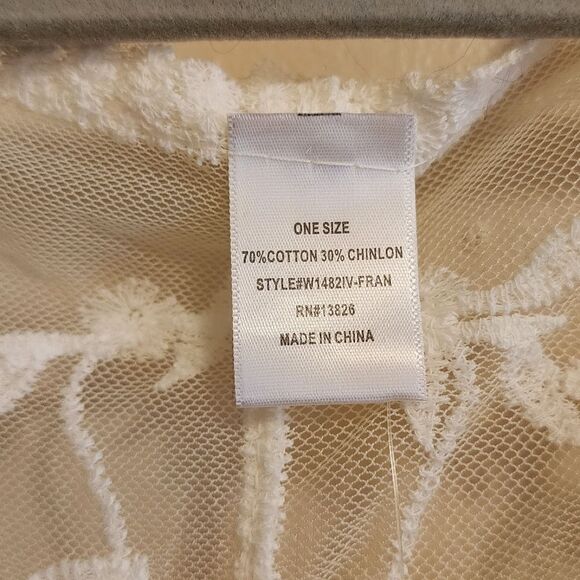 ONE SIZE
70%COTTON 30% CHINLON
STYLE#W1482IV-FRAN
RN#13826
MADE IN CHINA